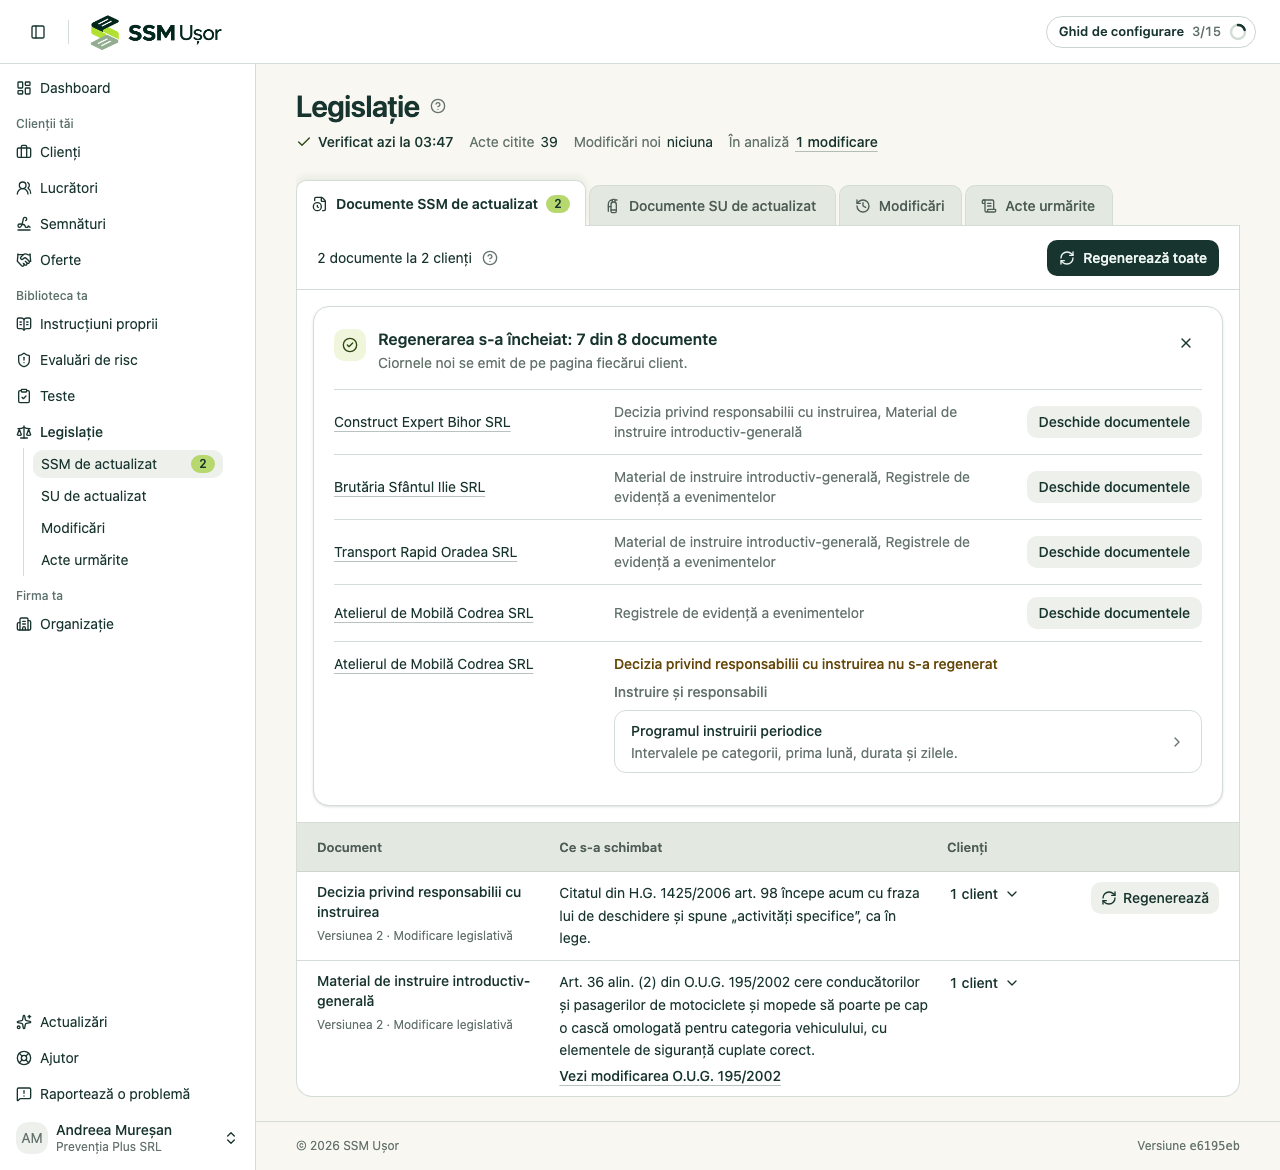 SSM Ușor
Ghid de configurare 3/15
Dashboard
Clienții tăi
Clienți
Lucrători
Semnături
Oferte
Biblioteca ta
Instrucțiuni proprii
Evaluări de risc
Teste
Legislație
SSM de actualizat 2
SU de actualizat
Modificări
Acte urmărite
Firma ta
Organizație
Actualizări
Ajutor
Raportează o problemă
AM
Andreea Mureșan
Prevenția Plus SRL
Legislație
Verificat azi la 03:47 Acte citite 39 Modificări noi niciuna În analiză 1 modificare
Documente SSM de actualizat 2
Documente SU de actualizat
Modificări
Acte urmărite
2 documente la 2 clienți
Regenerează toate
Regenerarea s-a încheiat: 7 din 8 documente
Ciornele noi se emit de pe pagina fiecărui client.
Construct Expert Bihor SRL
Decizia privind responsabilii cu instruirea, Material de
instruire introductiv-generală
Deschide documentele
Brutăria Sfântul Ilie SRL
Material de instruire introductiv-generală, Registrele de
evidență a evenimentelor
Deschide documentele
Transport Rapid Oradea SRL
Material de instruire introductiv-generală, Registrele de
evidență a evenimentelor
Deschide documentele
Atelierul de Mobilă Codrea SRL
Registrele de evidență a evenimentelor
Deschide documentele
Atelierul de Mobilă Codrea SRL
Decizia privind responsabilii cu instruirea nu s-a regenerat
Instruire și responsabili
Programul instruirii periodice
Intervalele pe categorii, prima lună, durata și zilele.
Document
Ce s-a schimbat
Clienți
Decizia privind responsabilii cu
instruirea
Versiunea 2 · Modificare legislativă
Citatul din H.G. 1425/2006 art. 98 începe acum cu fraza
lui de deschidere și spune „activități specifice”, ca în
lege.
1 client
Regenerează
Material de instruire introductiv-
generală
Versiunea 2 · Modificare legislativă
Art. 36 alin. (2) din O.U.G. 195/2002 cere conducătorilor
și pasagerilor de motociclete și mopede să poarte pe cap
o cască omologată pentru categoria vehiculului, cu
elementele de siguranță cuplate corect.
Vezi modificarea O.U.G. 195/2002
1 client
© 2026 SSM Ușor
Versiune e6195eb